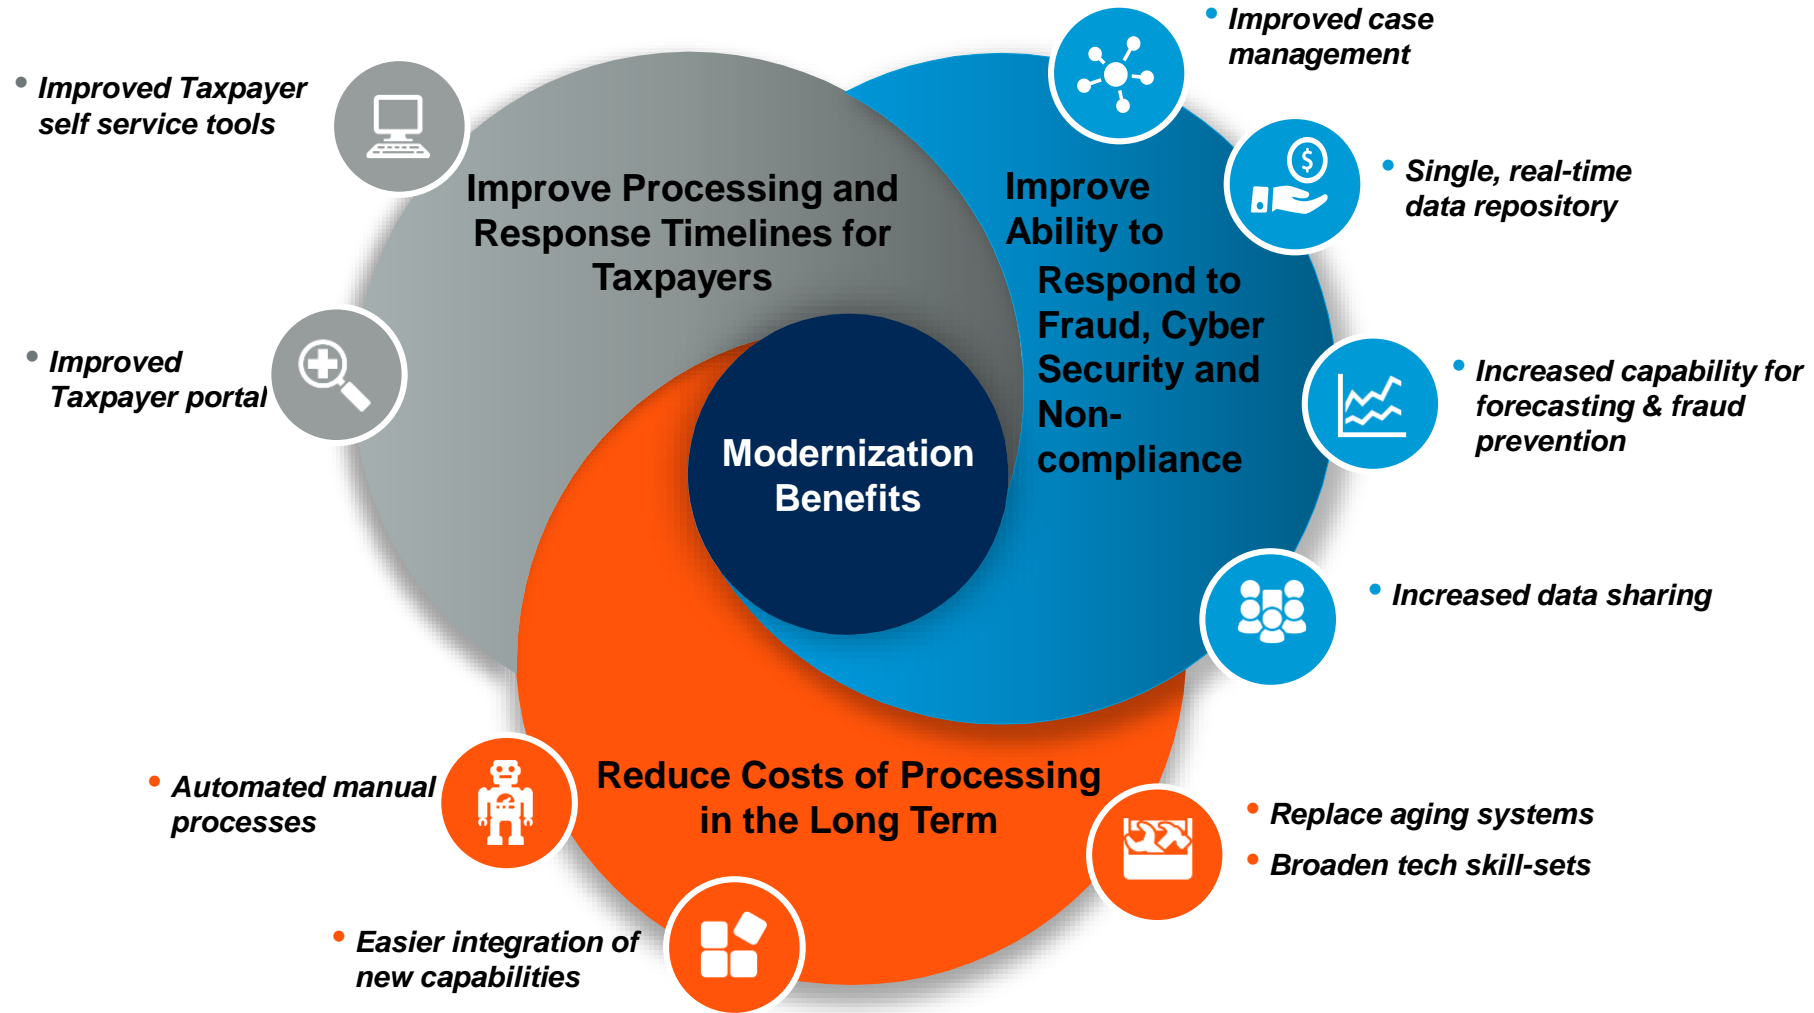 • Improved Taxpayer
self service tools
• Improved
Taxpayer portal
Improve Processing and
Response Timelines for
Taxpayers
Improve
Ability to
Respond to
Fraud, Cyber
Security and
Non-
compliance
• Improved case
management
$
• Single, real-time
data repository
• Increased capability for
forecasting & fraud
prevention
• Increased data sharing
Modernization
Benefits
Reduce Costs of Processing
in the Long Term
• Automated manual
processes
• Easier integration of
new capabilities
• Replace aging systems
• Broaden tech skill-sets